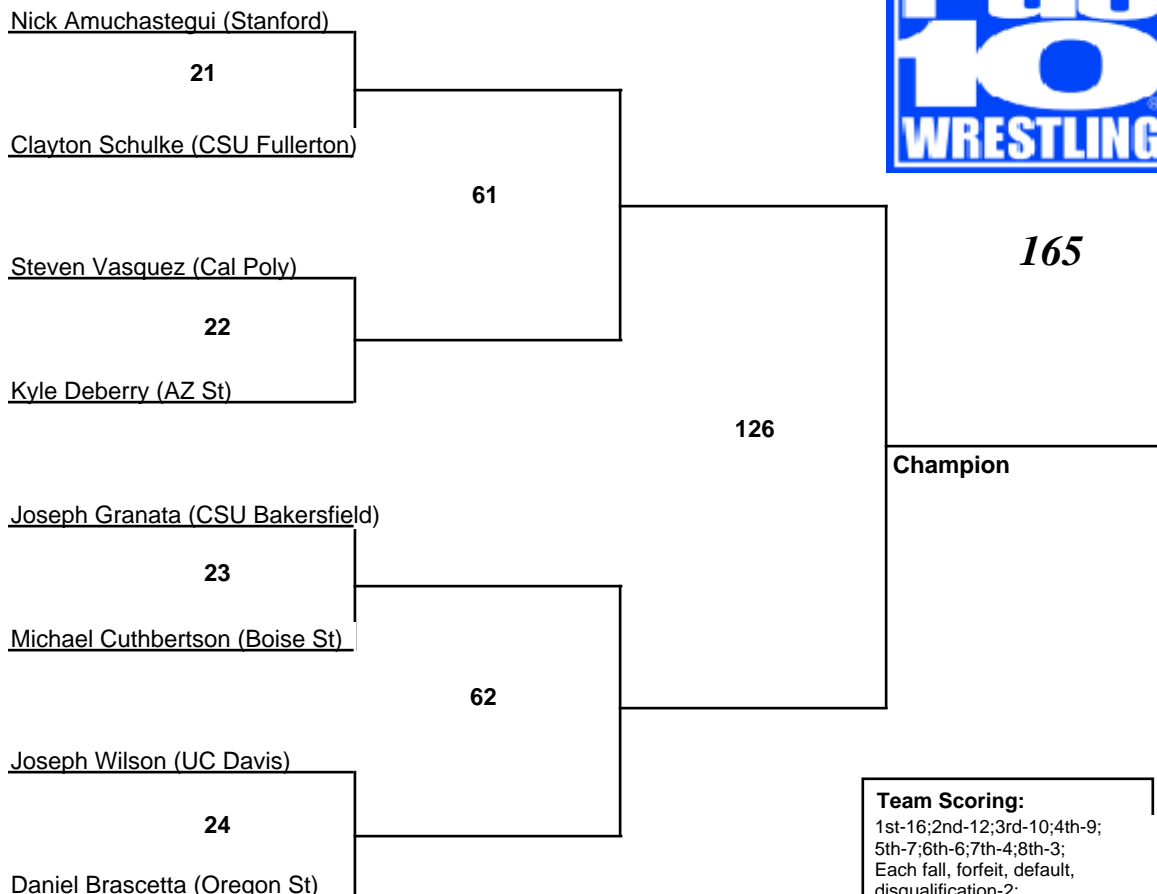 Nick Amuchastegui (Stanford)
21
Clayton Schulke (CSU Fullerton)
61
Steven Vasquez (Cal Poly)
22
Kyle Deberry (AZ St)
126
Joseph Granata (CSU Bakersfield)
23
Michael Cuthbertson (Boise St)
62
Joseph Wilson (UC Davis)
24
Daniel Brascetta (Oregon St)
10
WRESTLING
165
Champion
Team Scoring:
1st-16;2nd-12;3rd-10;4th-9;
5th-7;6th-6;7th-4;8th-3;
Each fall, forfeit, default,
disqualification-2;